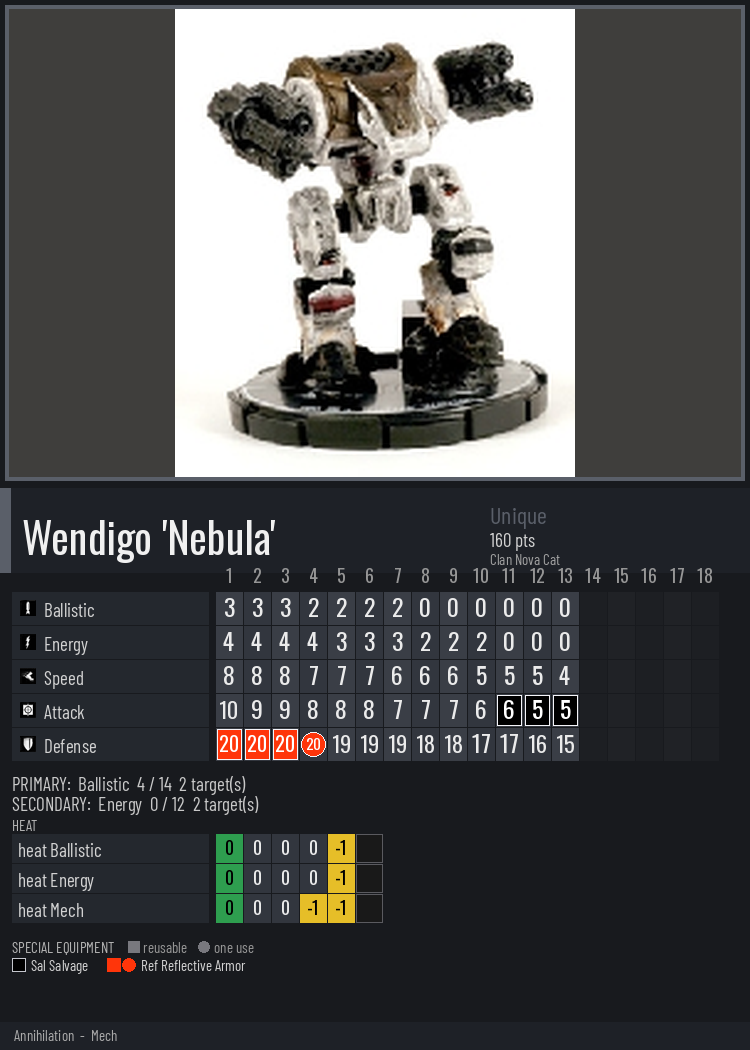 Wendigo 'Nebula'
Unique
160 pts
Clan Nova Cat
1 2 3 4 5 6 7 8 9 10 11 12 13 14 15 16 17 18
Ballistic 3 3 3 2 2 2 2 0 0 0 0 0 0
Energy 4 4 4 4 3 3 3 2 2 2 0 0 0
Speed 8 8 8 7 7 7 6 6 6 5 5 5 4
Attack 10 9 9 8 8 8 7 7 7 6 6 5 5
Defense 20 20 20 20 19 19 19 18 18 17 17 16 15
PRIMARY: Ballistic 4 / 14 2 target(s)
SECONDARY: Energy 0 / 12 2 target(s)
HEAT
heat Ballistic 0 0 0 0 -1
heat Energy 0 0 0 0 -1
heat Mech 0 0 0 -1 -1
SPECIAL EQUIPMENT reusable one use
Sal Salvage Ref Reflective Armor
Annihilation - Mech